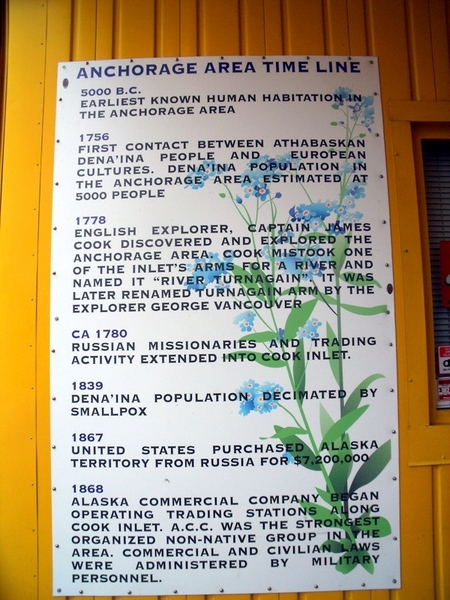 ANCHORAGE AREA TIME LINE
5000 B.C.
EARLIEST KNOWN HUMAN HABITATION IN
THE ANCHORAGE AREA
1756
FIRST CONTACT BETWEEN ATHABASKAN
DENA'INA PEOPLE AND EUROPEAN
CULTURES. DENA'INA POPULATION IN
THE ANCHORAGE AREA ESTIMATED AT
5000 PEOPLE
1778
ENGLISH EXPLORER, CAPTAIN JAMES
COOK DISCOVERED AND EXPLORED THE
ANCHORAGE AREA. COOK MISTOOK ONE
OF THE INLET'S ARMS FOR A RIVER AND
NAMED IT "RIVER TURNAGAIN". IT WAS
LATER RENAMED TURNAGAIN ARM BY THE
EXPLORER GEORGE VANCOUVER
CA 1780
RUSSIAN MISSIONARIES AND TRADING
ACTIVITY EXTENDED INTO COOK INLET.
1839
DENA'INA POPULATION DECIMATED BY
SMALLPOX
1867
UNITED STATES PURCHASED ALASKA
TERRITORY FROM RUSSIA FOR $7,200,000
1868
ALASKA COMMERCIAL COMPANY BEGAN
OPERATING TRADING STATIONS ALONG
COOK INLET. A.C.C. WAS THE STRONGEST
ORGANIZED NON-NATIVE GROUP IN THE
AREA. COMMERCIAL AND CIVILIAN LAWS
WERE ADMINISTERED BY MILITARY
PERSONNEL.